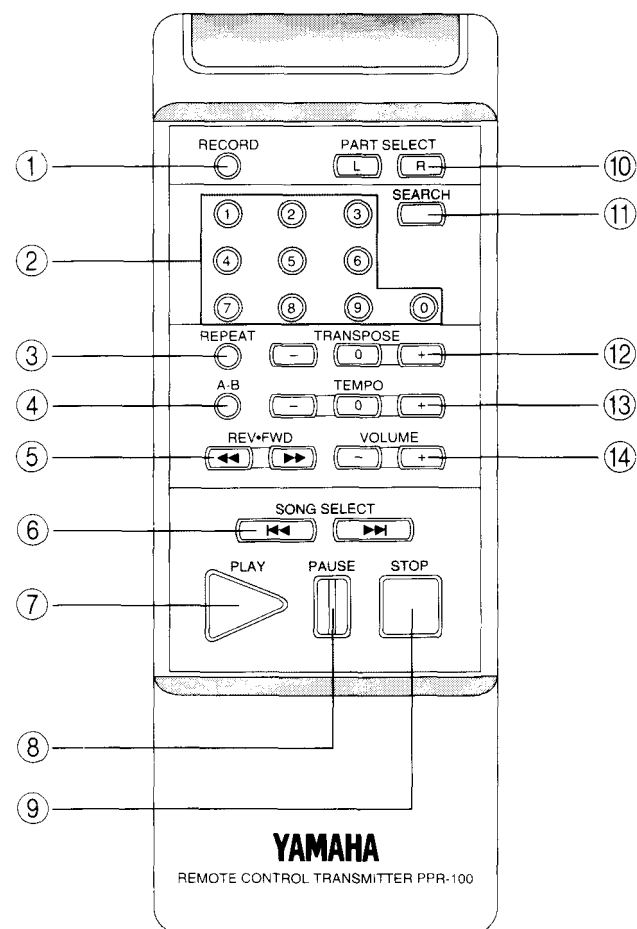 RECORD PART SELECT
① L R ⑩
SEARCH
⑪
1 2 3
② 4 5 6
7 8 9 0
REPEAT TRANSPOSE
③ − 0 + ⑫
A-B TEMPO
④ − 0 + ⑬
REV•FWD VOLUME
⑤ ◀◀ ▶▶ − + ⑭
SONG SELECT
⑥ |◀◀ ▶▶|
PLAY PAUSE STOP
⑦
⑧
⑨
YAMAHA
REMOTE CONTROL TRANSMITTER PPR-100